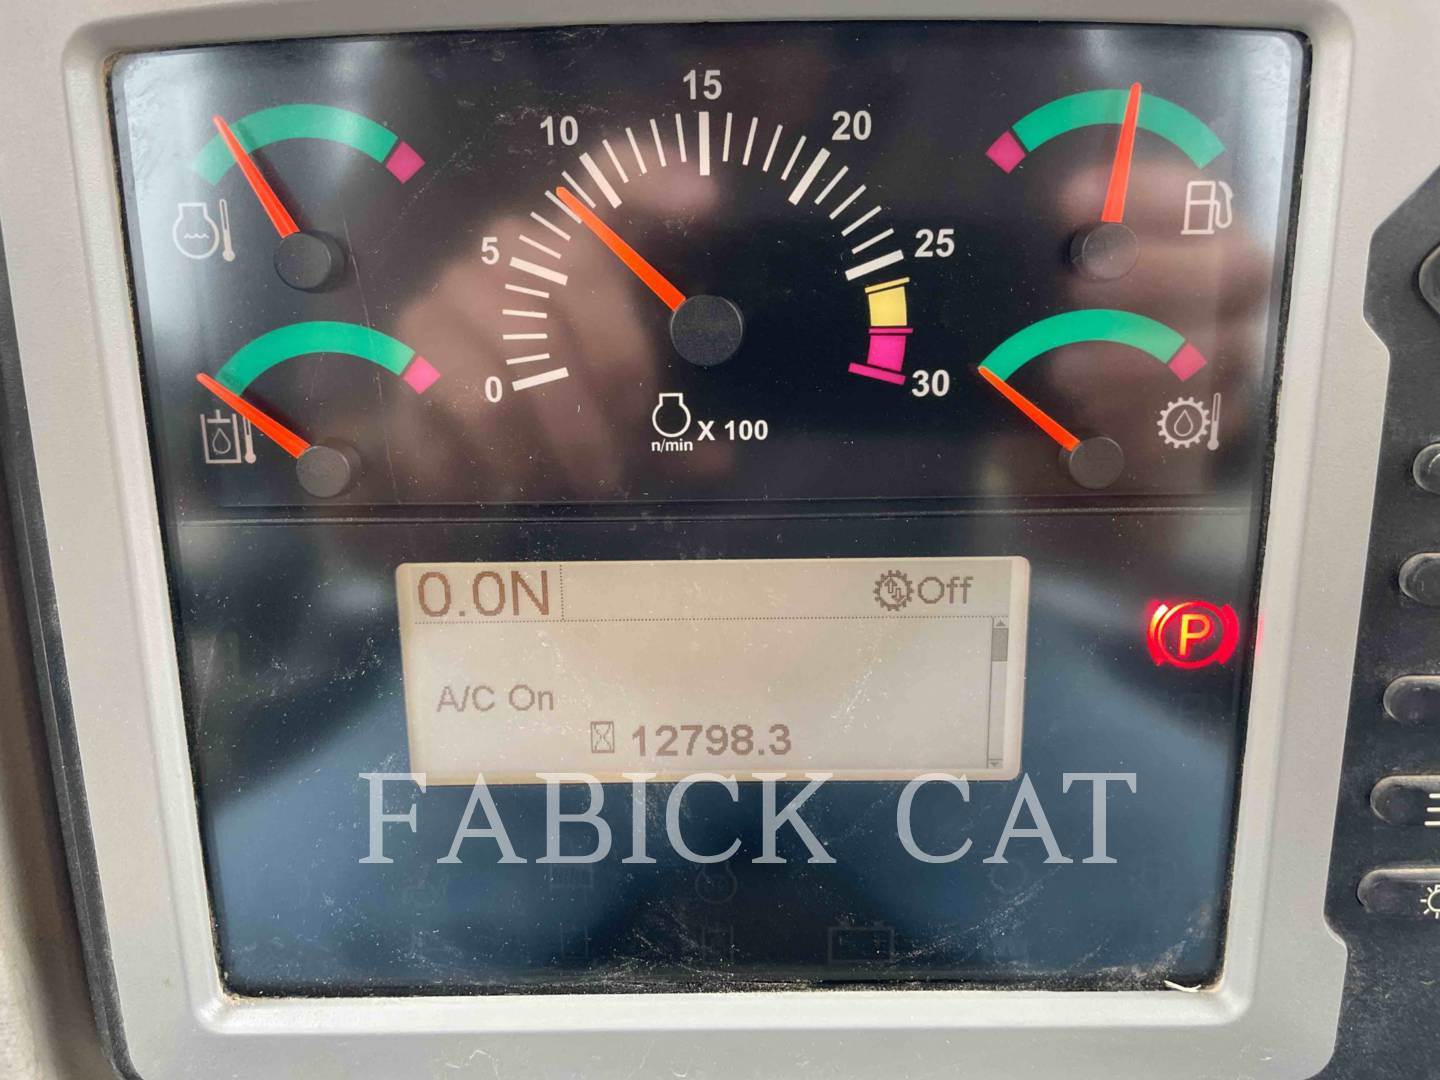 15
10
20
5
25
0
30
n/min X 100
0.0N
Off
A/C On
12798.3
P
FABICK CAT